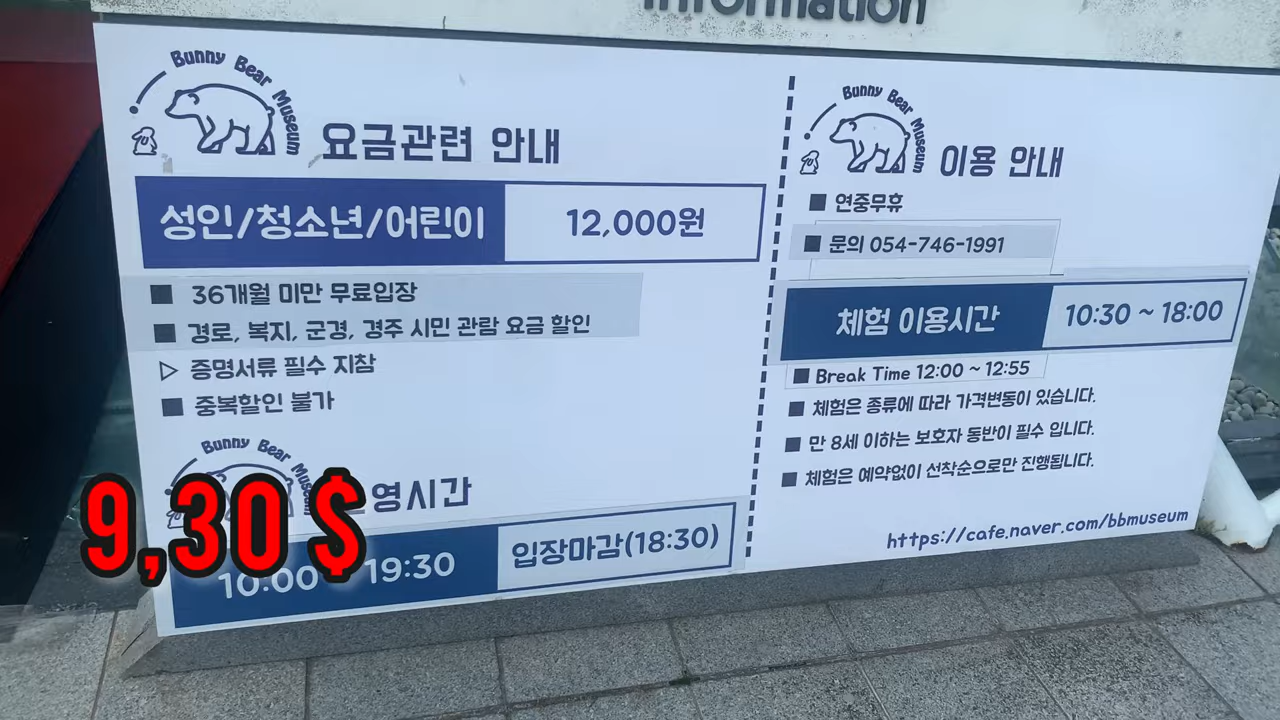 Information
Bunny Bear Museum
요금관련 안내
성인/청소년/어린이 12,000원
■ 36개월 미만 무료입장
■ 경로, 복지, 군경, 경주 시민 관람 요금 할인
▷ 증명서류 필수 지참
■ 중복할인 불가
Bunny Bear Museum
영시간
10:00 19:30 입장마감(18:30)
9,30 $
Bunny Bear Museum
이용 안내
■ 연중무휴
■ 문의 054-746-1991
체험 이용시간 10:30 ~ 18:00
■ Break Time 12:00 ~ 12:55
■ 체험은 종류에 따라 가격변동이 있습니다.
■ 만 8세 이하는 보호자 동반이 필수 입니다.
■ 체험은 예약없이 선착순으로만 진행됩니다.
https://cafe.naver.com/bbmuseum